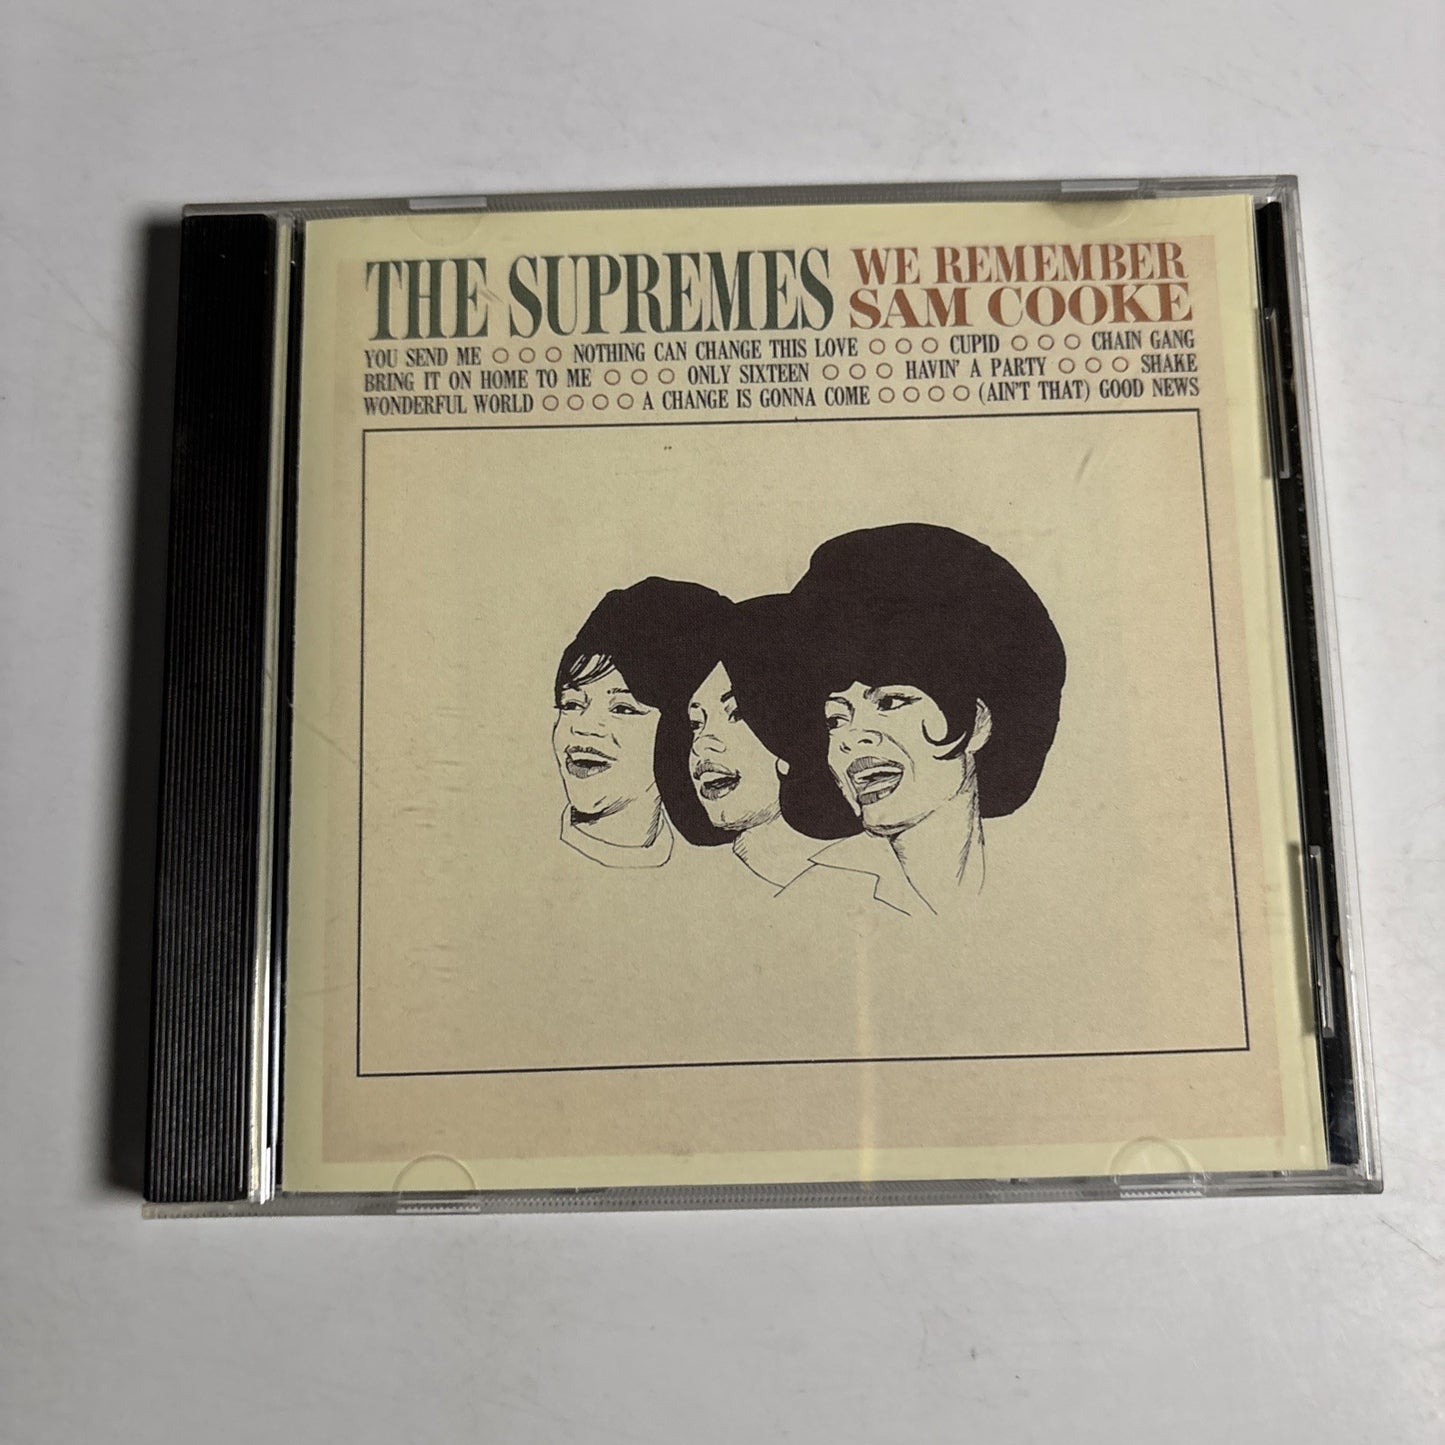 THE SUPREMES WE REMEMBER SAM COOKE
YOU SEND ME ○ ○ ○ NOTHING CAN CHANGE THIS LOVE ○ ○ ○ CUPID ○ ○ ○ CHAIN GANG
BRING IT ON HOME TO ME ○ ○ ○ ONLY SIXTEEN ○ ○ ○ HAVIN' A PARTY ○ ○ ○ SHAKE
WONDERFUL WORLD ○ ○ ○ ○ A CHANGE IS GONNA COME ○ ○ ○ ○ (AIN'T THAT) GOOD NEWS